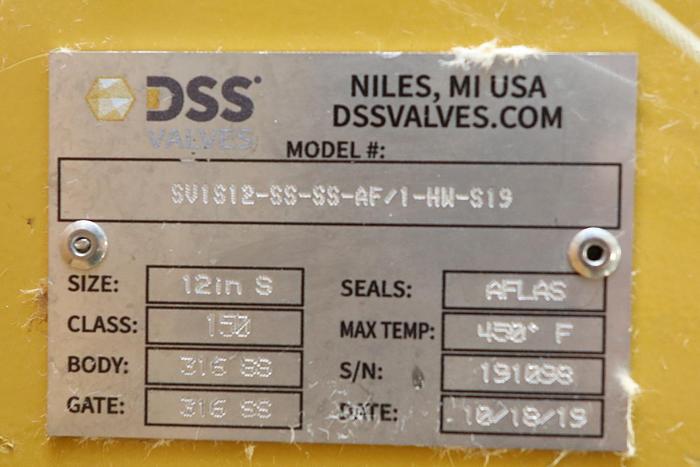 DSS
VALVES
NILES, MI USA
DSSVALVES.COM
MODEL #:
SV1S12-SS-SS-AF/1-HW-S19
SIZE: 12in S
CLASS: 150
BODY: 316 SS
GATE: 316 SS
SEALS: AFLAS
MAX TEMP: 450° F
S/N: 191098
DATE: 10/18/19